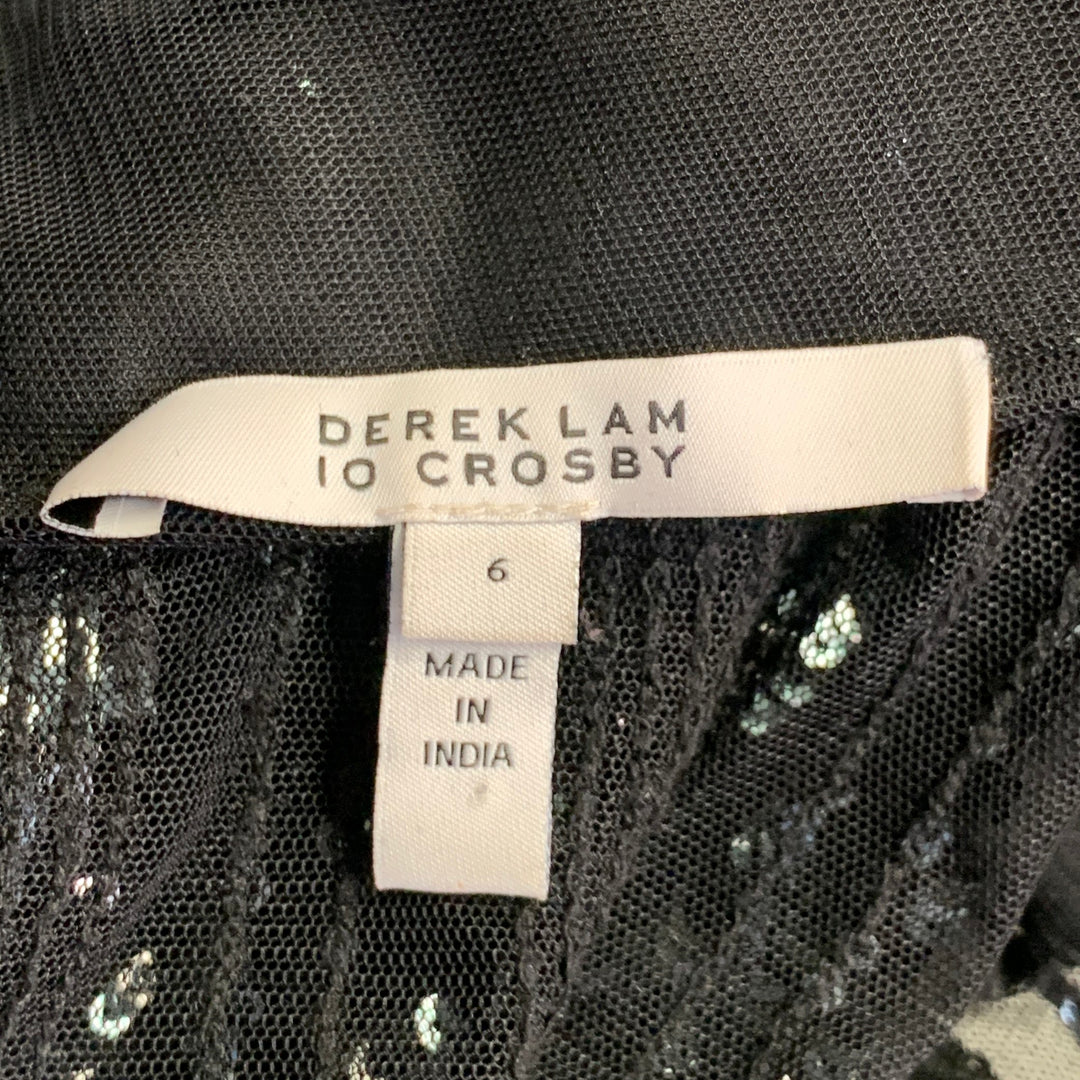 DEREK LAM
10 CROSBY
6
MADE
IN
INDIA